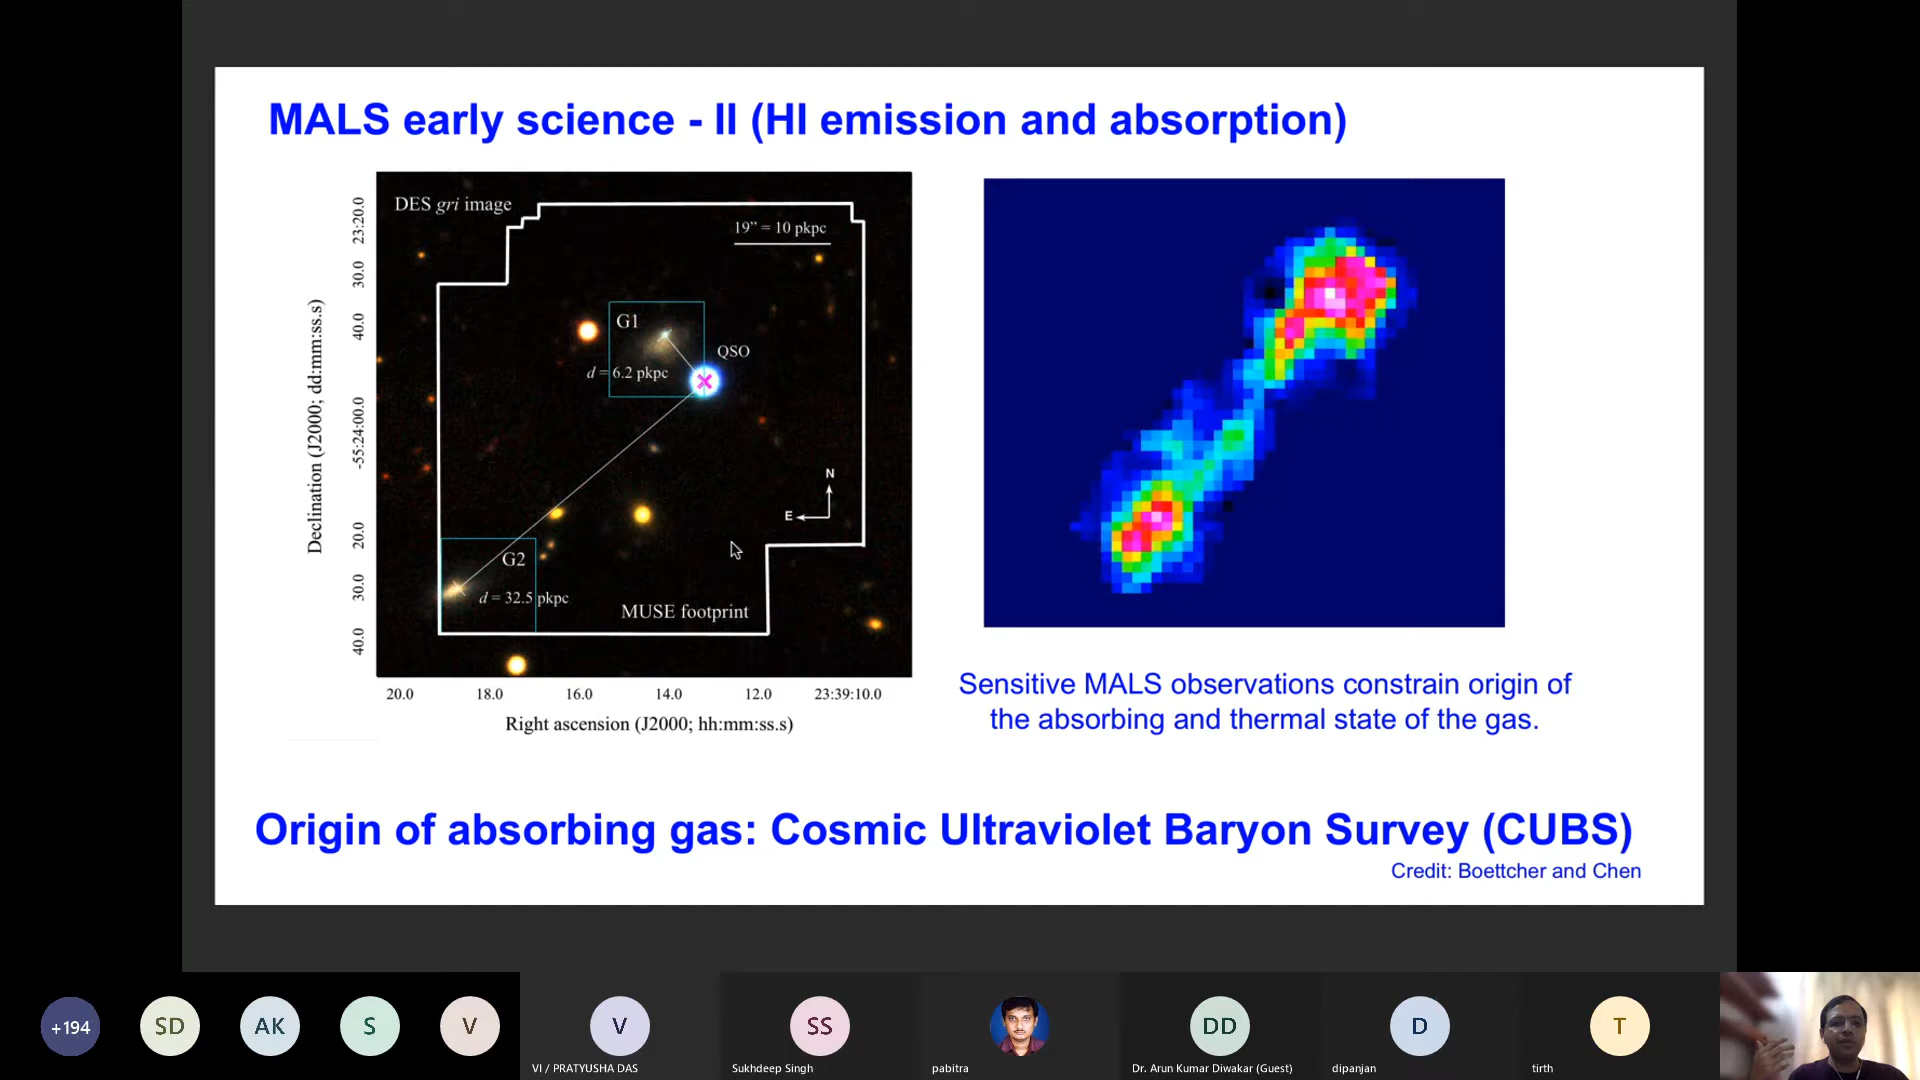 MALS early science - II (HI emission and absorption)
DES gri image
19” = 10 pkpc
G1
QSO
d = 6.2 pkpc
N
E
G2
d = 32.5 pkpc
MUSE footprint
Declination (J2000; dd:mm:ss.s)
23:20.0
30.0
40.0
-55:24:00.0
20.0
30.0
40.0
20.0 18.0 16.0 14.0 12.0 23:39:10.0
Right ascension (J2000; hh:mm:ss.s)
Sensitive MALS observations constrain origin of
the absorbing and thermal state of the gas.
Origin of absorbing gas: Cosmic Ultraviolet Baryon Survey (CUBS)
Credit: Boettcher and Chen
+194 SD AK S V V SS DD D T
VI / PRATYUSHA DAS Sukhdeep Singh pabitra Dr. Arun Kumar Diwakar (Guest) dipanjan tirth